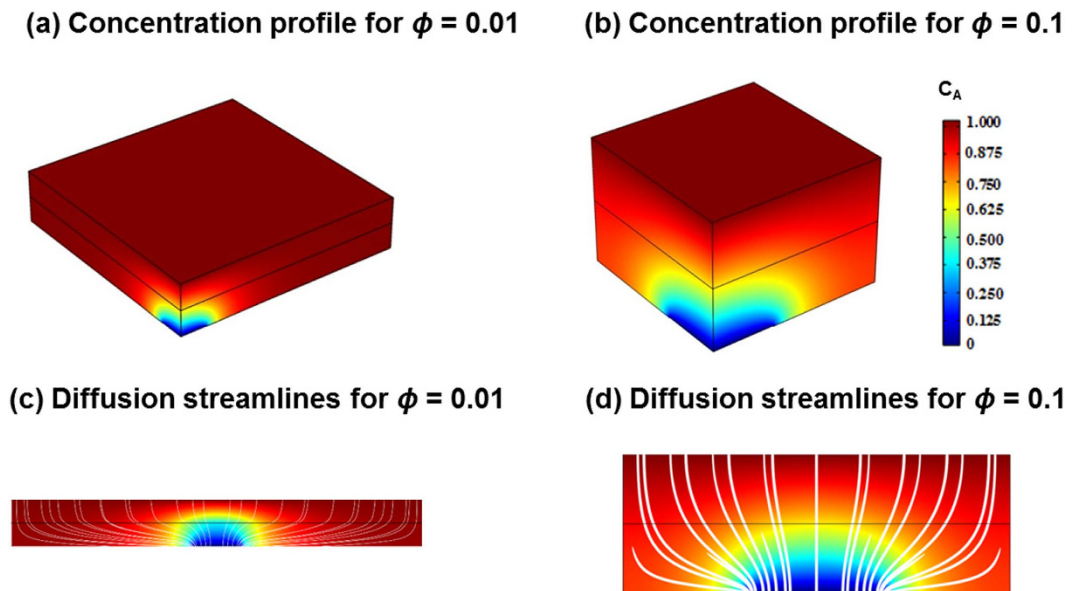 (a) Concentration profile for ϕ = 0.01
(b) Concentration profile for ϕ = 0.1
C_A
1.000
0.875
0.750
0.625
0.500
0.375
0.250
0.125
0
(c) Diffusion streamlines for ϕ = 0.01
(d) Diffusion streamlines for ϕ = 0.1